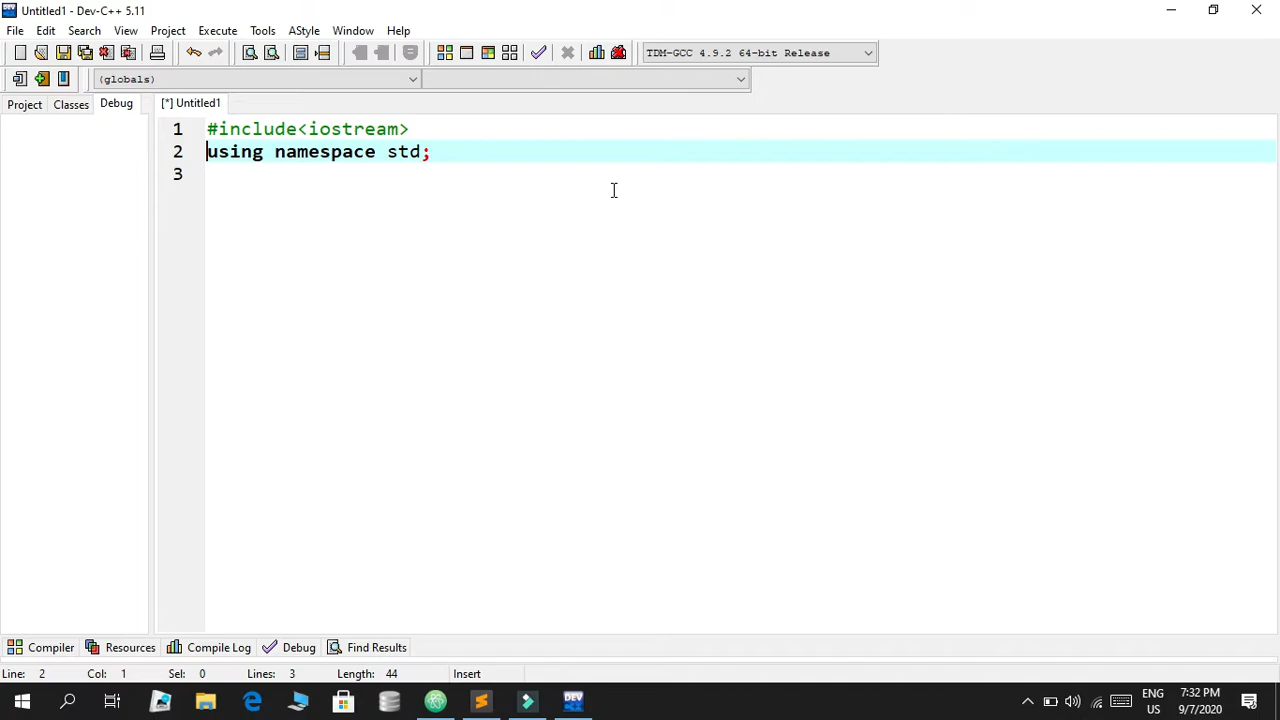 Untitled1 - Dev-C++ 5.11
File Edit Search View Project Execute Tools AStyle Window Help
TDM-GCC 4.9.2 64-bit Release
(globals)
Project Classes Debug [*] Untitled1
1 #include<iostream>
2 using namespace std;
3
Compiler Resources Compile Log Debug Find Results
Line: 2 Col: 1 Sel: 0 Lines: 3 Length: 44 Insert
DEV
ENG 7:32 PM
US 9/7/2020